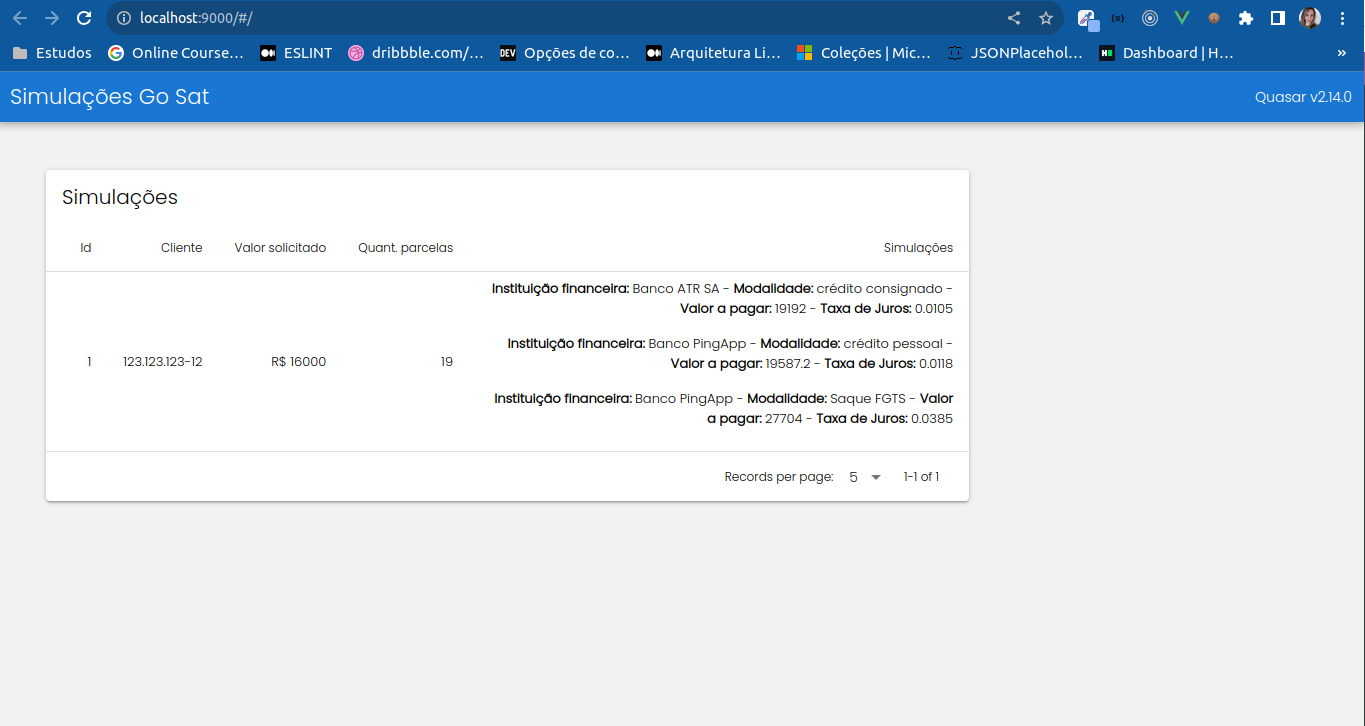 localhost:9000/#/
Estudos Online Course… ESLINT dribbble.com/… DEV Opções de co… Arquitetura Li… Coleções | Mic… JSONPlacehol… Dashboard | H… »
Simulações Go Sat Quasar v2.14.0
Simulações
Id Cliente Valor solicitado Quant. parcelas Simulações
Instituição financeira: Banco ATR SA - Modalidade: crédito consignado -
Valor a pagar: 19192 - Taxa de Juros: 0.0105
Instituição financeira: Banco PingApp - Modalidade: crédito pessoal -
1 123.123.123-12 R$ 16000 19 Valor a pagar: 19587.2 - Taxa de Juros: 0.0118
Instituição financeira: Banco PingApp - Modalidade: Saque FGTS - Valor
a pagar: 27704 - Taxa de Juros: 0.0385
Records per page: 5 1-1 of 1